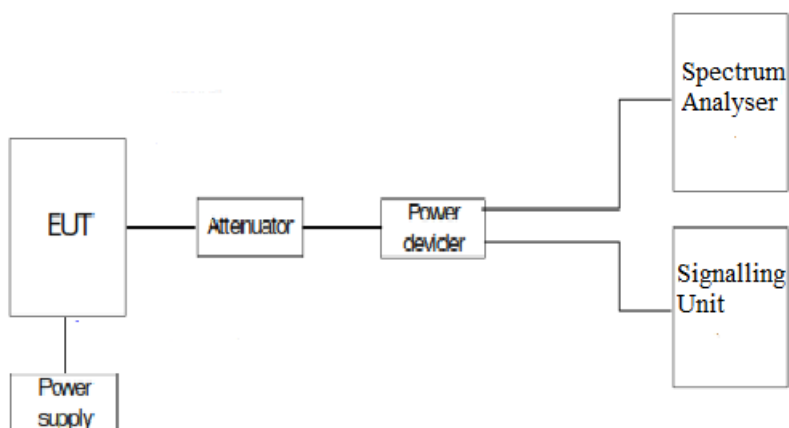 Spectrum
Analyser
EUT
Attenuator
Power
devider
Signalling
Unit
Power
supply